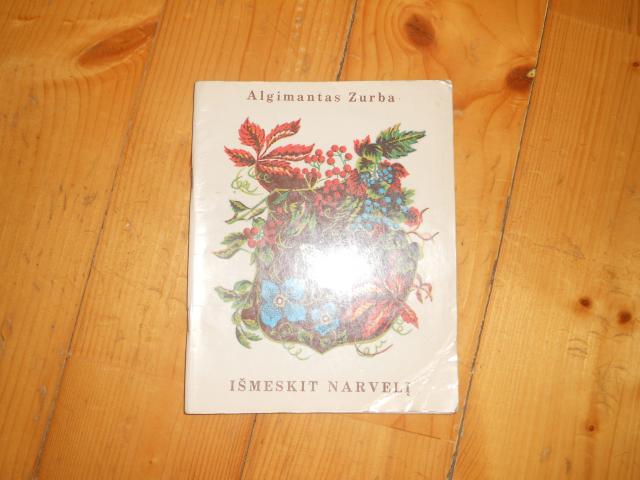 Algimantas Zurba
IŠMESKIT NARVELĮ